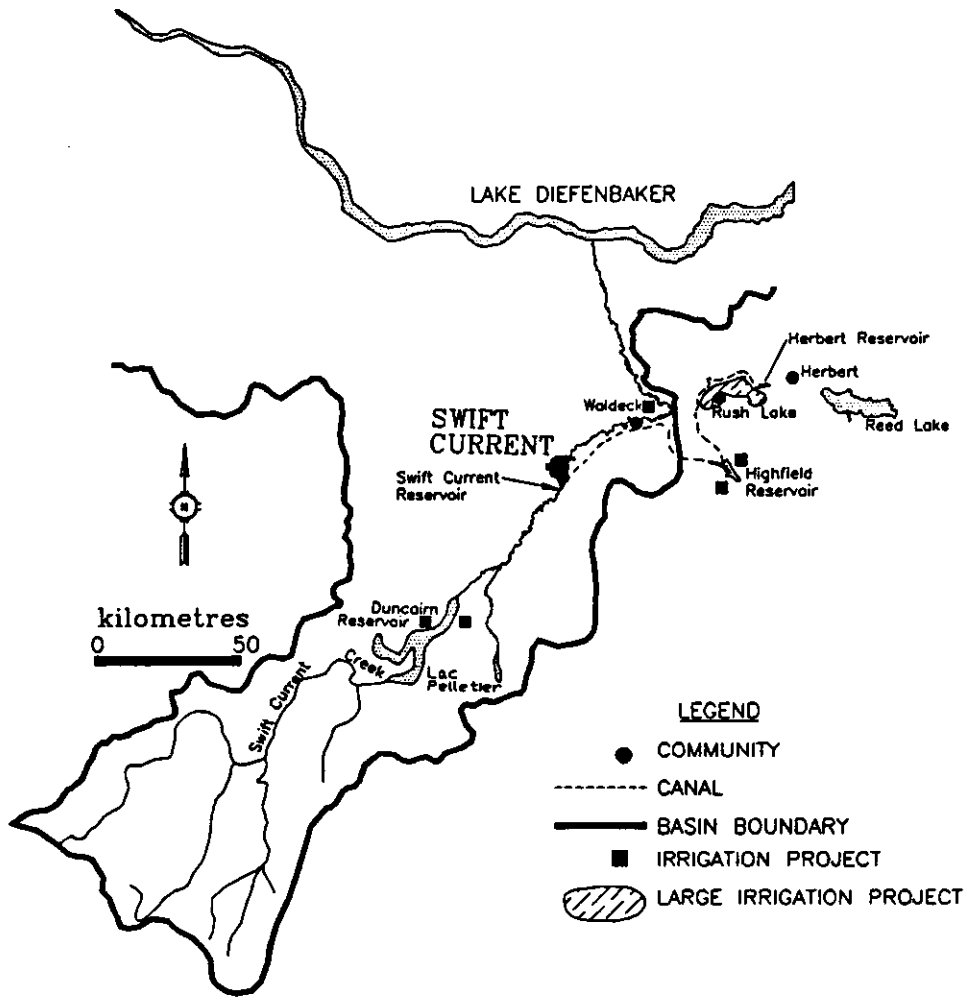 LAKE DIEFENBAKER
Herbert Reservoir
Herbert
Waldeck
Rush Lake
Reed Lake
SWIFT
CURRENT
Swift Current
Reservoir
Highfield
Reservoir
kilometres
0 50
Duncairn
Reservoir
Swift Current Creek
Lac
Pelletier
LEGEND
COMMUNITY
CANAL
BASIN BOUNDARY
IRRIGATION PROJECT
LARGE IRRIGATION PROJECT